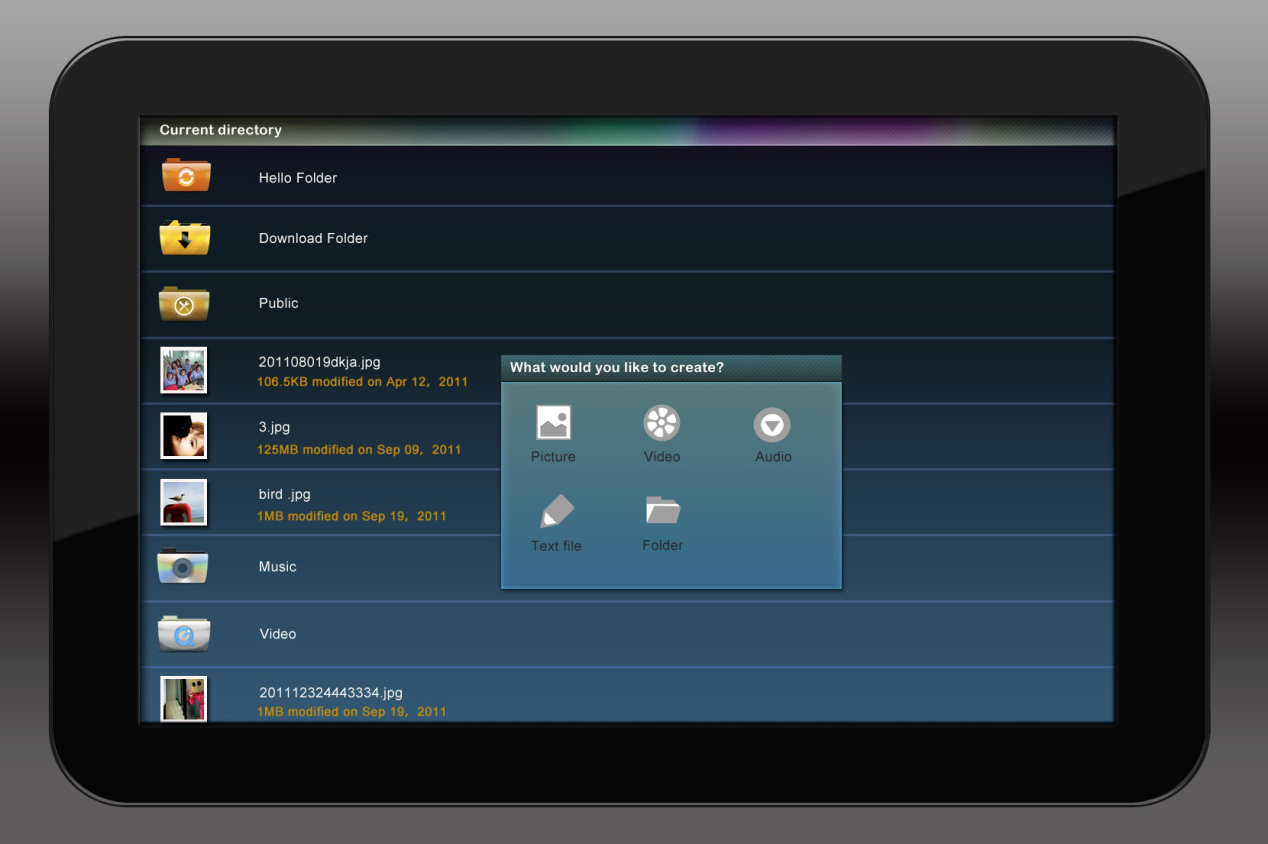 Current directory
Hello Folder
Download Folder
Public
201108019dkja.jpg
106.5KB modified on Apr 12, 2011
3.jpg
125MB modified on Sep 09, 2011
bird .jpg
1MB modified on Sep 19, 2011
Music
Video
201112324443334.jpg
1MB modified on Sep 19, 2011
What would you like to create?
Picture
Video
Audio
Text file
Folder